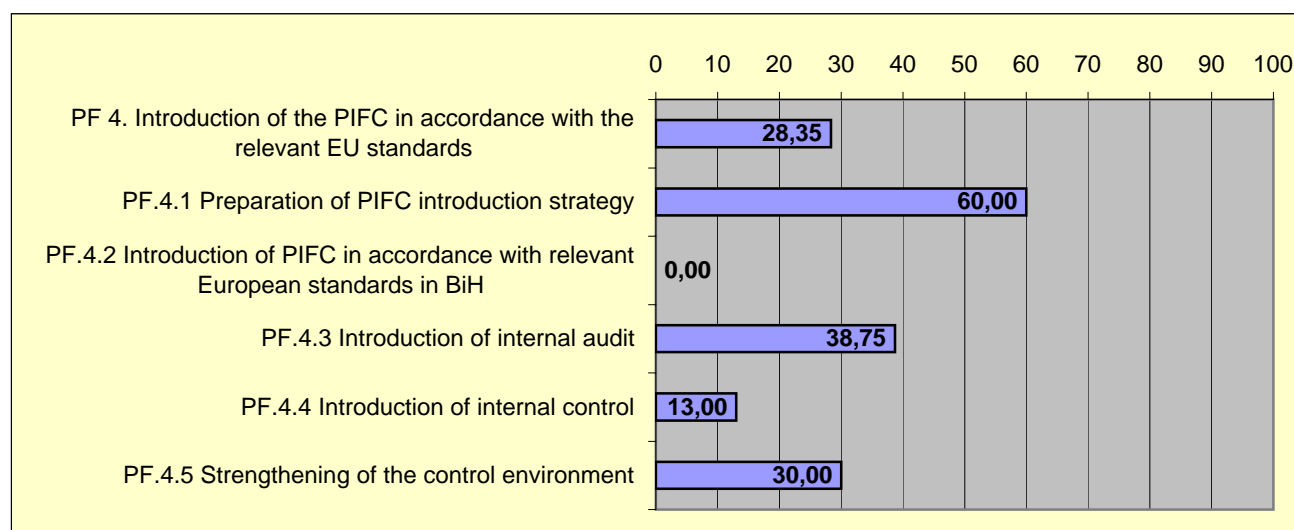 0 10 20 30 40 50 60 70 80 90 100
PF 4. Introduction of the PIFC in accordance with the
relevant EU standards
28,35
PF.4.1 Preparation of PIFC introduction strategy
60,00
PF.4.2 Introduction of PIFC in accordance with relevant
European standards in BiH
0,00
PF.4.3 Introduction of internal audit
38,75
PF.4.4 Introduction of internal control
13,00
PF.4.5 Strengthening of the control environment
30,00